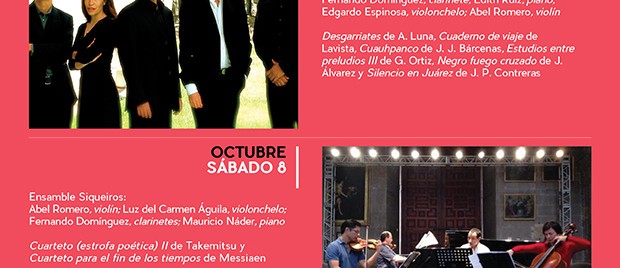 Fernando Domínguez, clarinete; Edith Ruiz, piano;
Edgardo Espinosa, violonchelo; Abel Romero, violín
Desgarriates de A. Luna, Cuaderno de viaje de
Lavista, Cuauhpanco de J. J. Bárcenas, Estudios entre
preludios III de G. Ortiz, Negro fuego cruzado de J.
Álvarez y Silencio en Juárez de J. P. Contreras
OCTUBRE
SÁBADO 8
Ensamble Siqueiros:
Abel Romero, violín; Luz del Carmen Águila, violonchelo;
Fernando Domínguez, clarinetes; Mauricio Náder, piano
Cuarteto (estrofa poética) II de Takemitsu y
Cuarteto para el fin de los tiempos de Messiaen